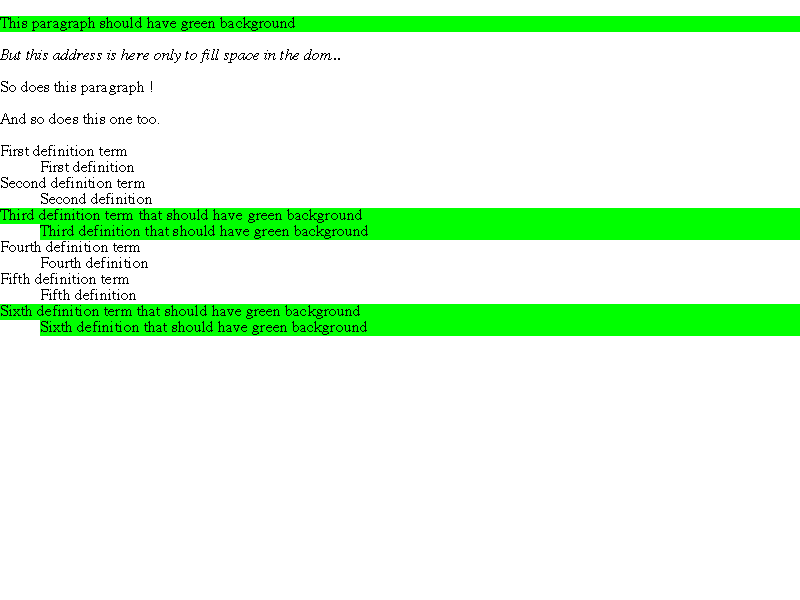 This paragraph should have green background
But this address is here only to fill space in the dom...
So does this paragraph !
And so does this one too.
First definition term
First definition
Second definition term
Second definition
Third definition term that should have green background
Third definition that should have green background
Fourth definition term
Fourth definition
Fifth definition term
Fifth definition
Sixth definition term that should have green background
Sixth definition that should have green background